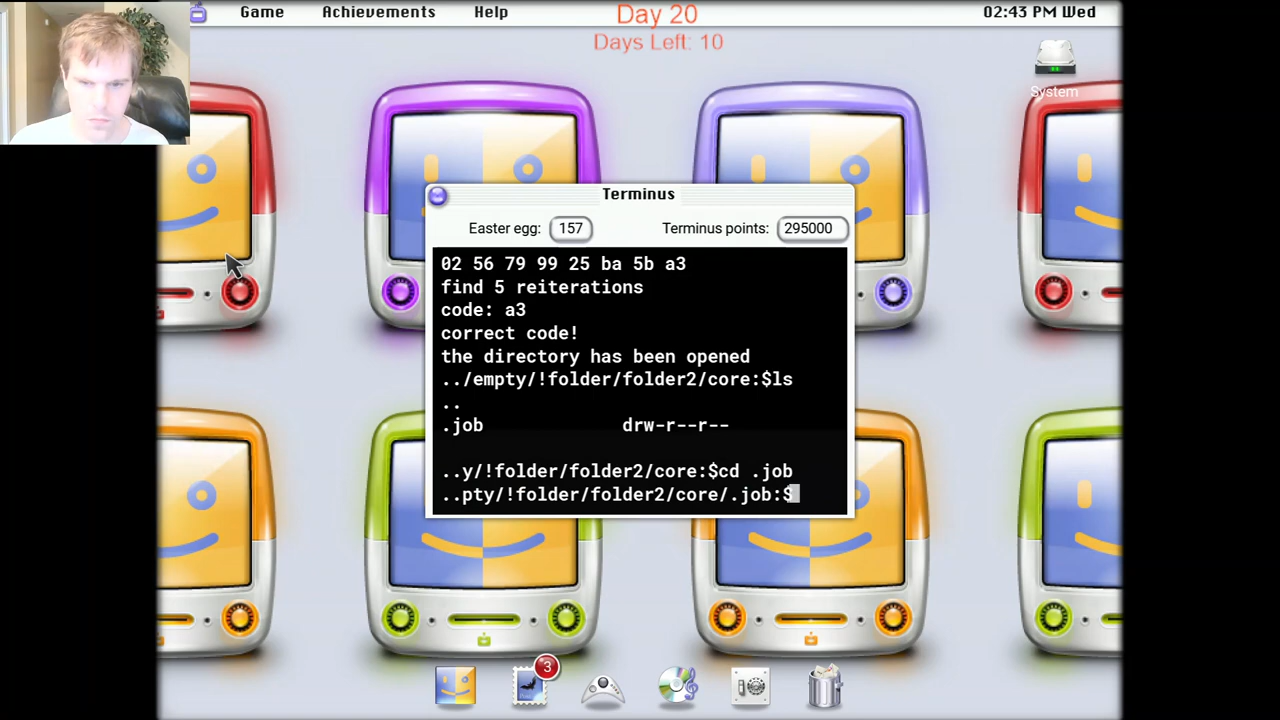 Game Achievements Help Day 20 02:43 PM Wed
Days Left: 10
System
Terminus
Easter egg: 157 Terminus points: 295000
02 56 79 99 25 ba 5b a3
find 5 reiterations
code: a3
correct code!
the directory has been opened
../empty/!folder/folder2/core:$ls
..
.job drw-r--r--
..y/!folder/folder2/core:$cd .job
..pty/!folder/folder2/core/.job:$
3